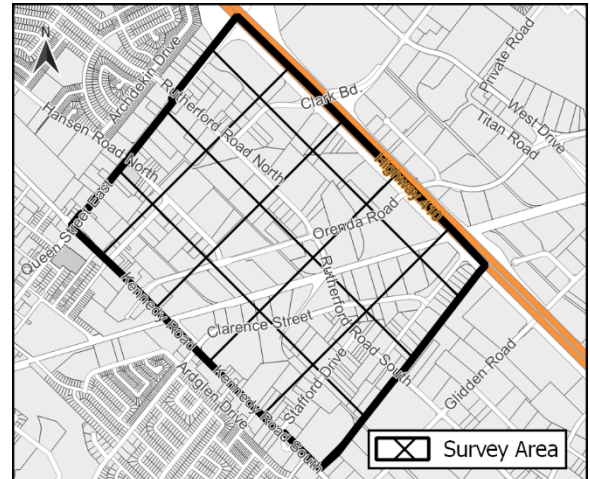 N
Private Road
Archdekin Drive
Clark Bd.
West Drive
Rutherford Road North
Titan Road
Hansen Road North
Highway 410
Orenda Road
Queen Street East
Rutherford Road South
Kennedy Road
Clarence Street
Stafford Drive
Glidden Road
Ardglen Drive
Kennedy Road South
Survey Area